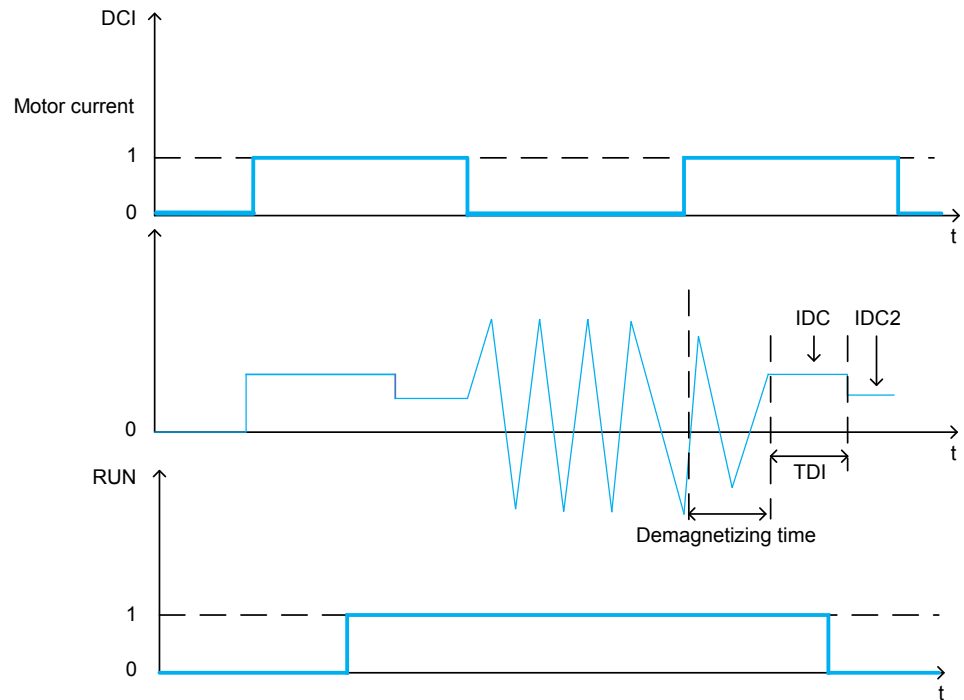 DCI
Motor current
1
0
t
IDC IDC2
0
t
TDI
RUN
Demagnetizing time
1
0
t